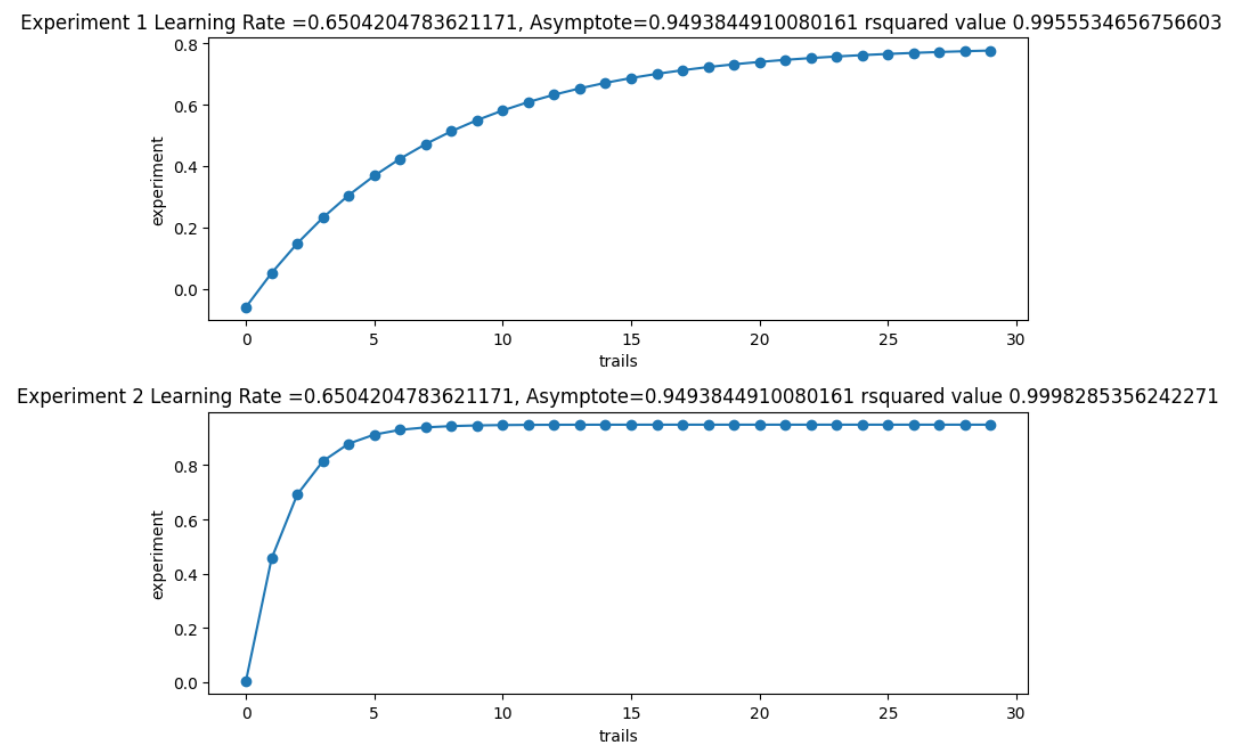 Experiment 1 Learning Rate =0.6504204783621171, Asymptote=0.9493844910080161 rsquared value 0.9955534656756603
0.8
0.6
0.4
0.2
0.0
experiment
0 5 10 15 20 25 30
trails
Experiment 2 Learning Rate =0.6504204783621171, Asymptote=0.9493844910080161 rsquared value 0.9998285356242271
0.8
0.6
0.4
0.2
0.0
experiment
0 5 10 15 20 25 30
trails